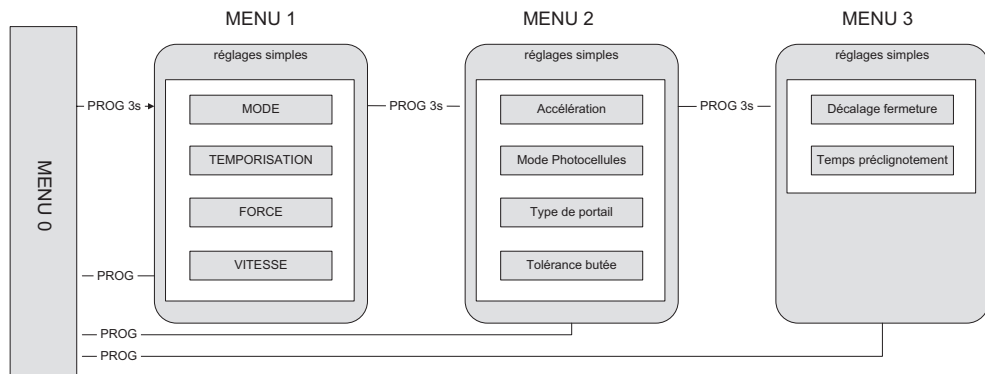 MENU 1
MENU 2
MENU 3
MENU 0
réglages simples
réglages simples
réglages simples
PROG 3s
MODE
PROG 3s
Accélération
PROG 3s
Décalage fermeture
TEMPORISATION
Mode Photocellules
Temps préclignotement
FORCE
Type de portail
VITESSE
Tolérance butée
PROG
PROG
PROG